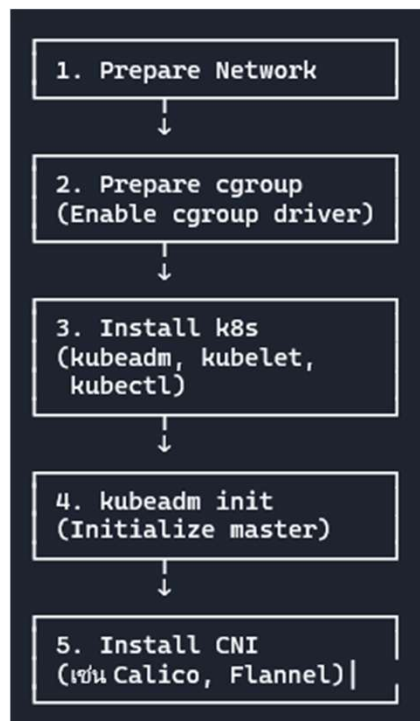 1. Prepare Network
2. Prepare cgroup
(Enable cgroup driver)
3. Install k8s
(kubeadm, kubelet,
kubectl)
4. kubeadm init
(Initialize master)
5. Install CNI
(เช่น Calico, Flannel)